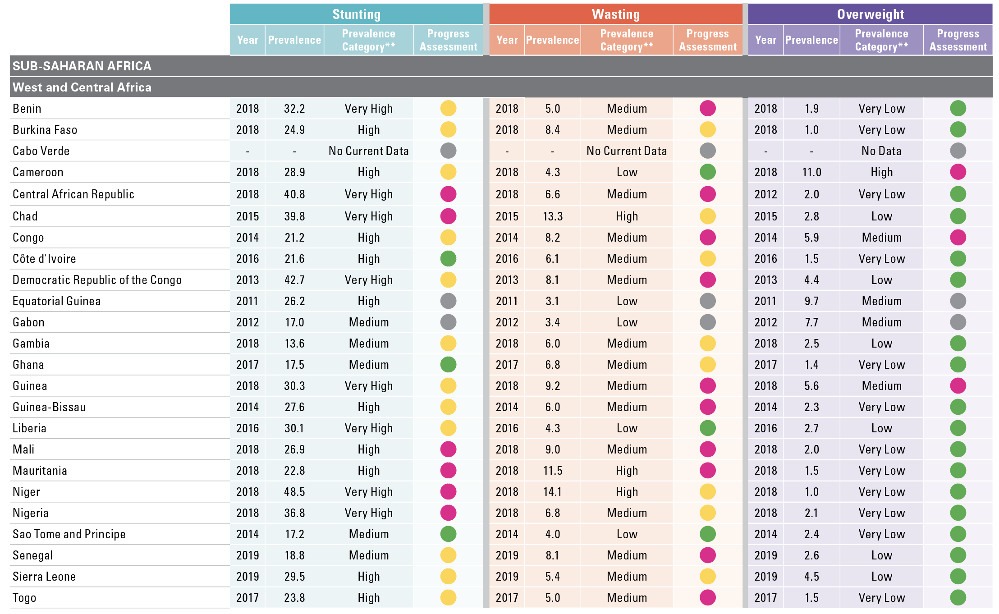 Stunting Wasting Overweight
Year Prevalence Prevalence Category** Progress Assessment Year Prevalence Prevalence Category** Progress Assessment Year Prevalence Prevalence Category** Progress Assessment
SUB-SAHARAN AFRICA
West and Central Africa
Benin 2018 32.2 Very High 2018 5.0 Medium 2018 1.9 Very Low
Burkina Faso 2018 24.9 High 2018 8.4 Medium 2018 1.0 Very Low
Cabo Verde - - No Current Data - - No Current Data - - No Data
Cameroon 2018 28.9 High 2018 4.3 Low 2018 11.0 High
Central African Republic 2018 40.8 Very High 2018 6.6 Medium 2012 2.0 Very Low
Chad 2015 39.8 Very High 2015 13.3 High 2015 2.8 Low
Congo 2014 21.2 High 2014 8.2 Medium 2014 5.9 Medium
Côte d'Ivoire 2016 21.6 High 2016 6.1 Medium 2016 1.5 Very Low
Democratic Republic of the Congo 2013 42.7 Very High 2013 8.1 Medium 2013 4.4 Low
Equatorial Guinea 2011 26.2 High 2011 3.1 Low 2011 9.7 Medium
Gabon 2012 17.0 Medium 2012 3.4 Low 2012 7.7 Medium
Gambia 2018 13.6 Medium 2018 6.0 Medium 2018 2.5 Low
Ghana 2017 17.5 Medium 2017 6.8 Medium 2017 1.4 Very Low
Guinea 2018 30.3 Very High 2018 9.2 Medium 2018 5.6 Medium
Guinea-Bissau 2014 27.6 High 2014 6.0 Medium 2014 2.3 Very Low
Liberia 2016 30.1 Very High 2016 4.3 Low 2016 2.7 Low
Mali 2018 26.9 High 2018 9.0 Medium 2018 2.0 Very Low
Mauritania 2018 22.8 High 2018 11.5 High 2018 1.5 Very Low
Niger 2018 48.5 Very High 2018 14.1 High 2018 1.0 Very Low
Nigeria 2018 36.8 Very High 2018 6.8 Medium 2018 2.1 Very Low
Sao Tome and Principe 2014 17.2 Medium 2014 4.0 Low 2014 2.4 Very Low
Senegal 2019 18.8 Medium 2019 8.1 Medium 2019 2.6 Low
Sierra Leone 2019 29.5 High 2019 5.4 Medium 2019 4.5 Low
Togo 2017 23.8 High 2017 5.0 Medium 2017 1.5 Very Low